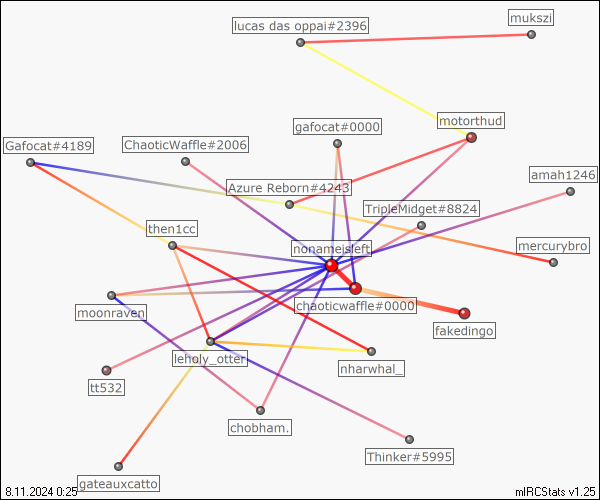 lucas das oppai#2396
mukszi
motorthud
gafocat#0000
Gafocat#4189
ChaoticWaffle#2006
amah1246
Azure Reborn#4243
TripleMidget#8824
then1cc
nonameisleft
mercurybro
chaoticwaffle#0000
moonraven
fakedingo
leholy_otter
nharwhal_
tt532
chobham.
Thinker#5995
gateauxcatto
8.11.2024 0:25
mIRCStats v1.25